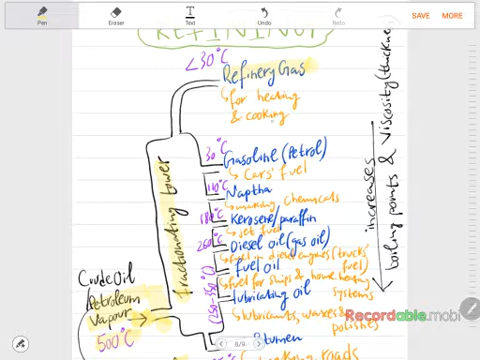 Pen
Eraser
Text
Undo
Redo
SAVE
MORE
REFINING
<30°C
Refinery Gas
for heating
& cooking
30°C
Gasoline (Petrol)
Cars' fuel
110°C
Naptha
making chemicals
180°C
Kerosene/paraffin
jet fuel
260°C
Diesel oil (gas oil)
fuel in diesel engines (trucks' fuel)
fuel Oil
fuel for ships & home heating systems
lubricating oil
lubricants, waxes & polishes
Bitumen
making roads
fractionating tower
Crude Oil
Petroleum
Vapour
500°C
increases
boiling points & Viscosity
8/9
Recordable.mobi